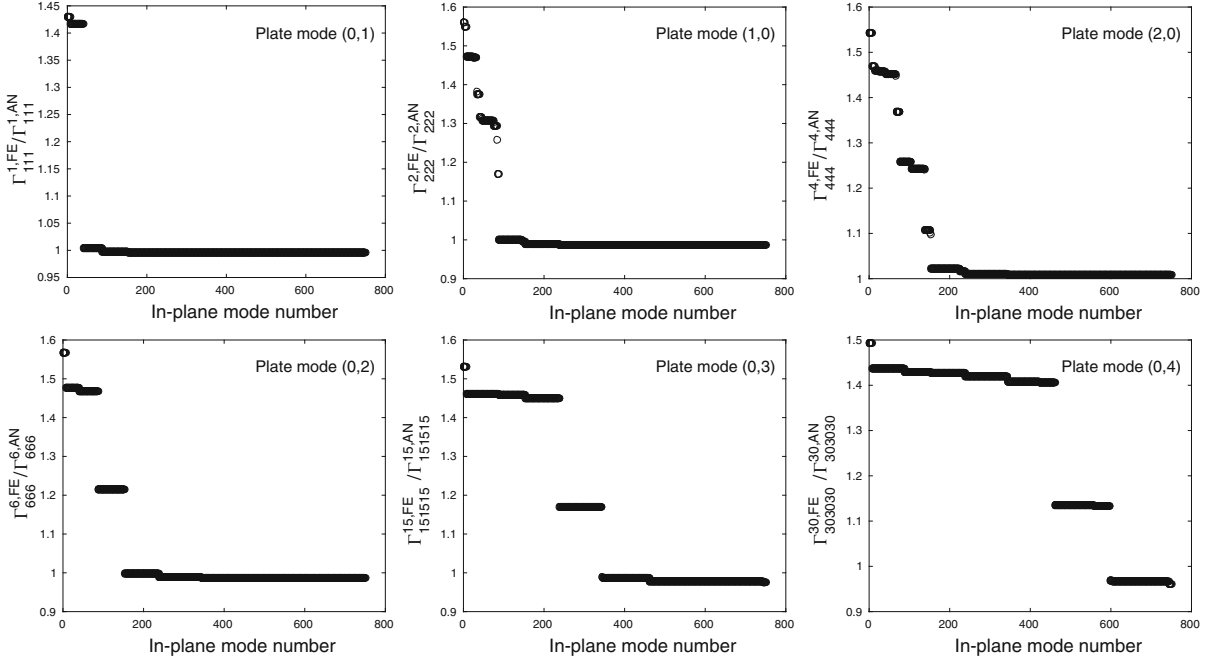 Plate mode (0,1)
Γ^{1,FE}_{111}/Γ^{1,AN}_{111}
1.45
1.4
1.35
1.3
1.25
1.2
1.15
1.1
1.05
1
0.95
0 200 400 600 800
In-plane mode number
Plate mode (1,0)
Γ^{2,FE}_{222}/Γ^{2,AN}_{222}
1.6
1.5
1.4
1.3
1.2
1.1
1
0.9
0 200 400 600 800
In-plane mode number
Plate mode (2,0)
Γ^{4,FE}_{444}/Γ^{4,AN}_{444}
1.6
1.5
1.4
1.3
1.2
1.1
1
0 200 400 600 800
In-plane mode number
Plate mode (0,2)
Γ^{6,FE}_{666}/Γ^{6,AN}_{666}
1.6
1.5
1.4
1.3
1.2
1.1
1
0.9
0 200 400 600 800
In-plane mode number
Plate mode (0,3)
Γ^{15,FE}_{151515}/Γ^{15,AN}_{151515}
1.6
1.5
1.4
1.3
1.2
1.1
1
0.9
0 200 400 600 800
In-plane mode number
Plate mode (0,4)
Γ^{30,FE}_{303030}/Γ^{30,AN}_{303030}
1.5
1.4
1.3
1.2
1.1
1
0.9
0 200 400 600 800
In-plane mode number